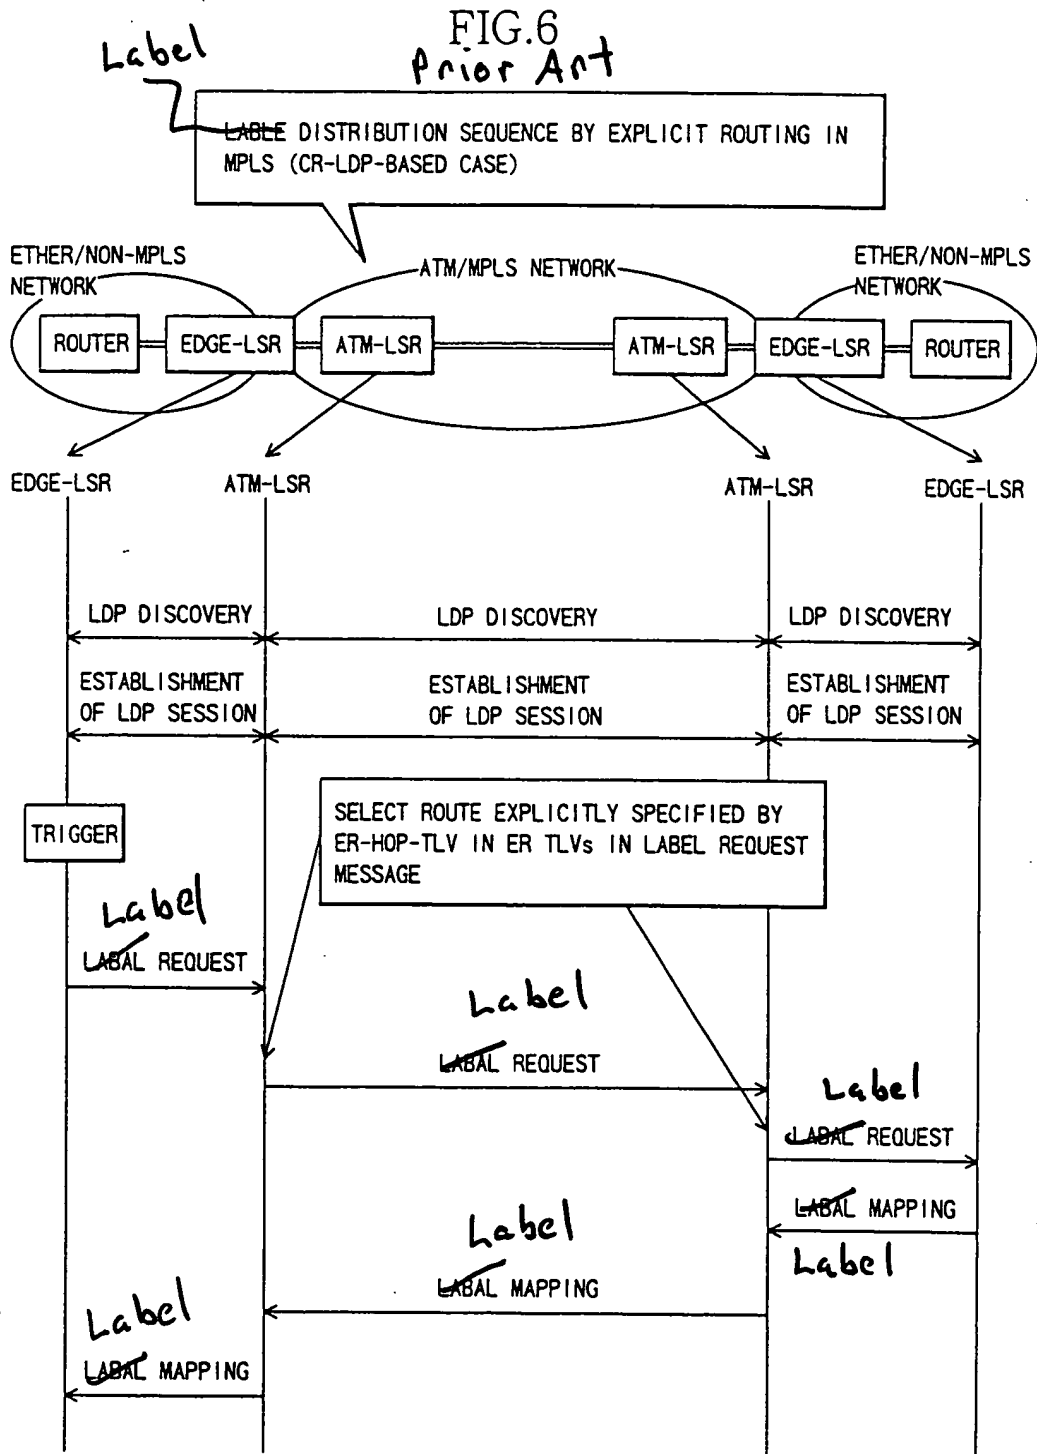 FIG.6
Label
Prior Art
LABLE DISTRIBUTION SEQUENCE BY EXPLICIT ROUTING IN
MPLS (CR-LDP-BASED CASE)
ETHER/NON-MPLS
NETWORK
ATM/MPLS NETWORK
ETHER/NON-MPLS
NETWORK
ROUTER
EDGE-LSR
ATM-LSR
ATM-LSR
EDGE-LSR
ROUTER
EDGE-LSR
ATM-LSR
ATM-LSR
EDGE-LSR
LDP DISCOVERY
LDP DISCOVERY
LDP DISCOVERY
ESTABLISHMENT
OF LDP SESSION
ESTABLISHMENT
OF LDP SESSION
ESTABLISHMENT
OF LDP SESSION
TRIGGER
SELECT ROUTE EXPLICITLY SPECIFIED BY
ER-HOP-TLV IN ER TLVs IN LABEL REQUEST
MESSAGE
Label
LABAL REQUEST
Label
LABAL REQUEST
Label
LABAL REQUEST
LABAL MAPPING
Label
Label
LABAL MAPPING
Label
LABAL MAPPING